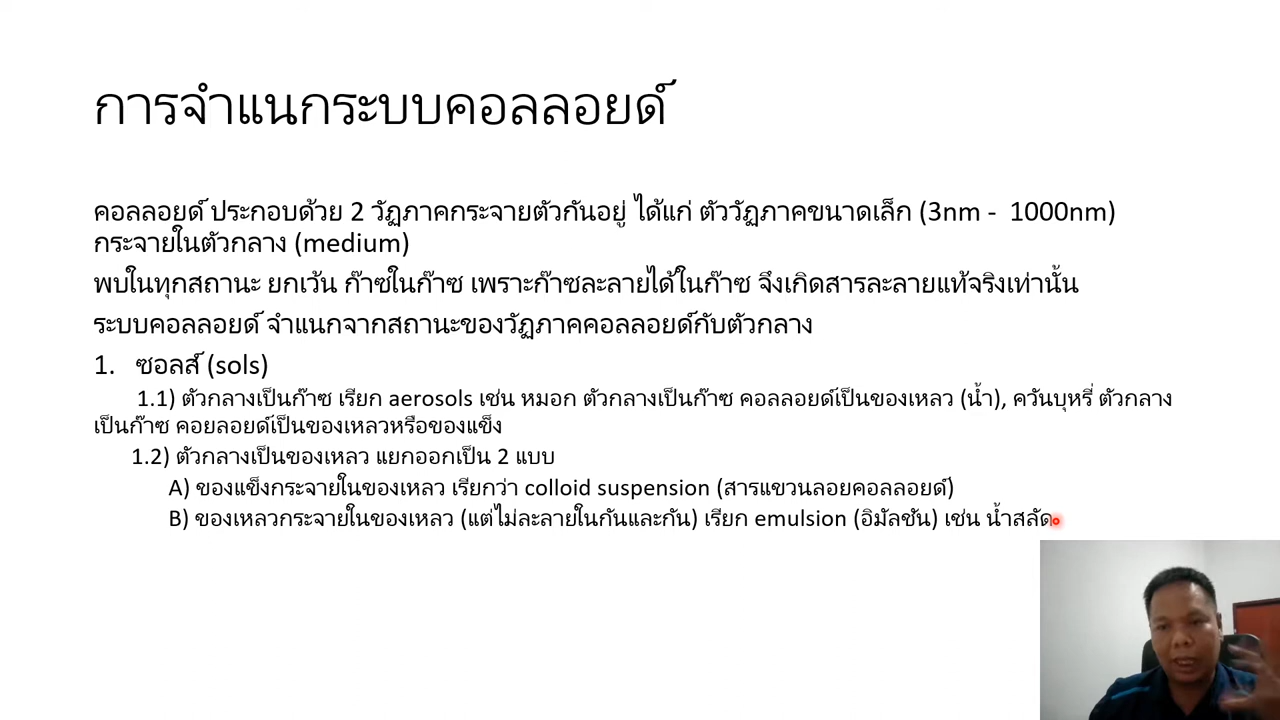 การจำแนกระบบคอลลอยด์
คอลลอยด์ ประกอบด้วย 2 วัฏภาคกระจายตัวกันอยู่ ได้แก่ ตัววัฏภาคขนาดเล็ก (3nm - 1000nm)
กระจายในตัวกลาง (medium)
พบในทุกสถานะ ยกเว้น ก๊าซในก๊าซ เพราะก๊าซละลายได้ในก๊าซ จึงเกิดสารละลายแท้จริงเท่านั้น
ระบบคอลลอยด์ จำแนกจากสถานะของวัฏภาคคอลลอยด์กับตัวกลาง
1. ซอลส์ (sols)
1.1) ตัวกลางเป็นก๊าซ เรียก aerosols เช่น หมอก ตัวกลางเป็นก๊าซ คอลลอยด์เป็นของเหลว (น้ำ), ควันบุหรี่ ตัวกลาง
เป็นก๊าซ คอยลอยด์เป็นของเหลวหรือของแข็ง
1.2) ตัวกลางเป็นของเหลว แยกออกเป็น 2 แบบ
A) ของแข็งกระจายในของเหลว เรียกว่า colloid suspension (สารแขวนลอยคอลลอยด์)
B) ของเหลวกระจายในของเหลว (แต่ไม่ละลายในกันและกัน) เรียก emulsion (อิมัลชัน) เช่น น้ำสลัด